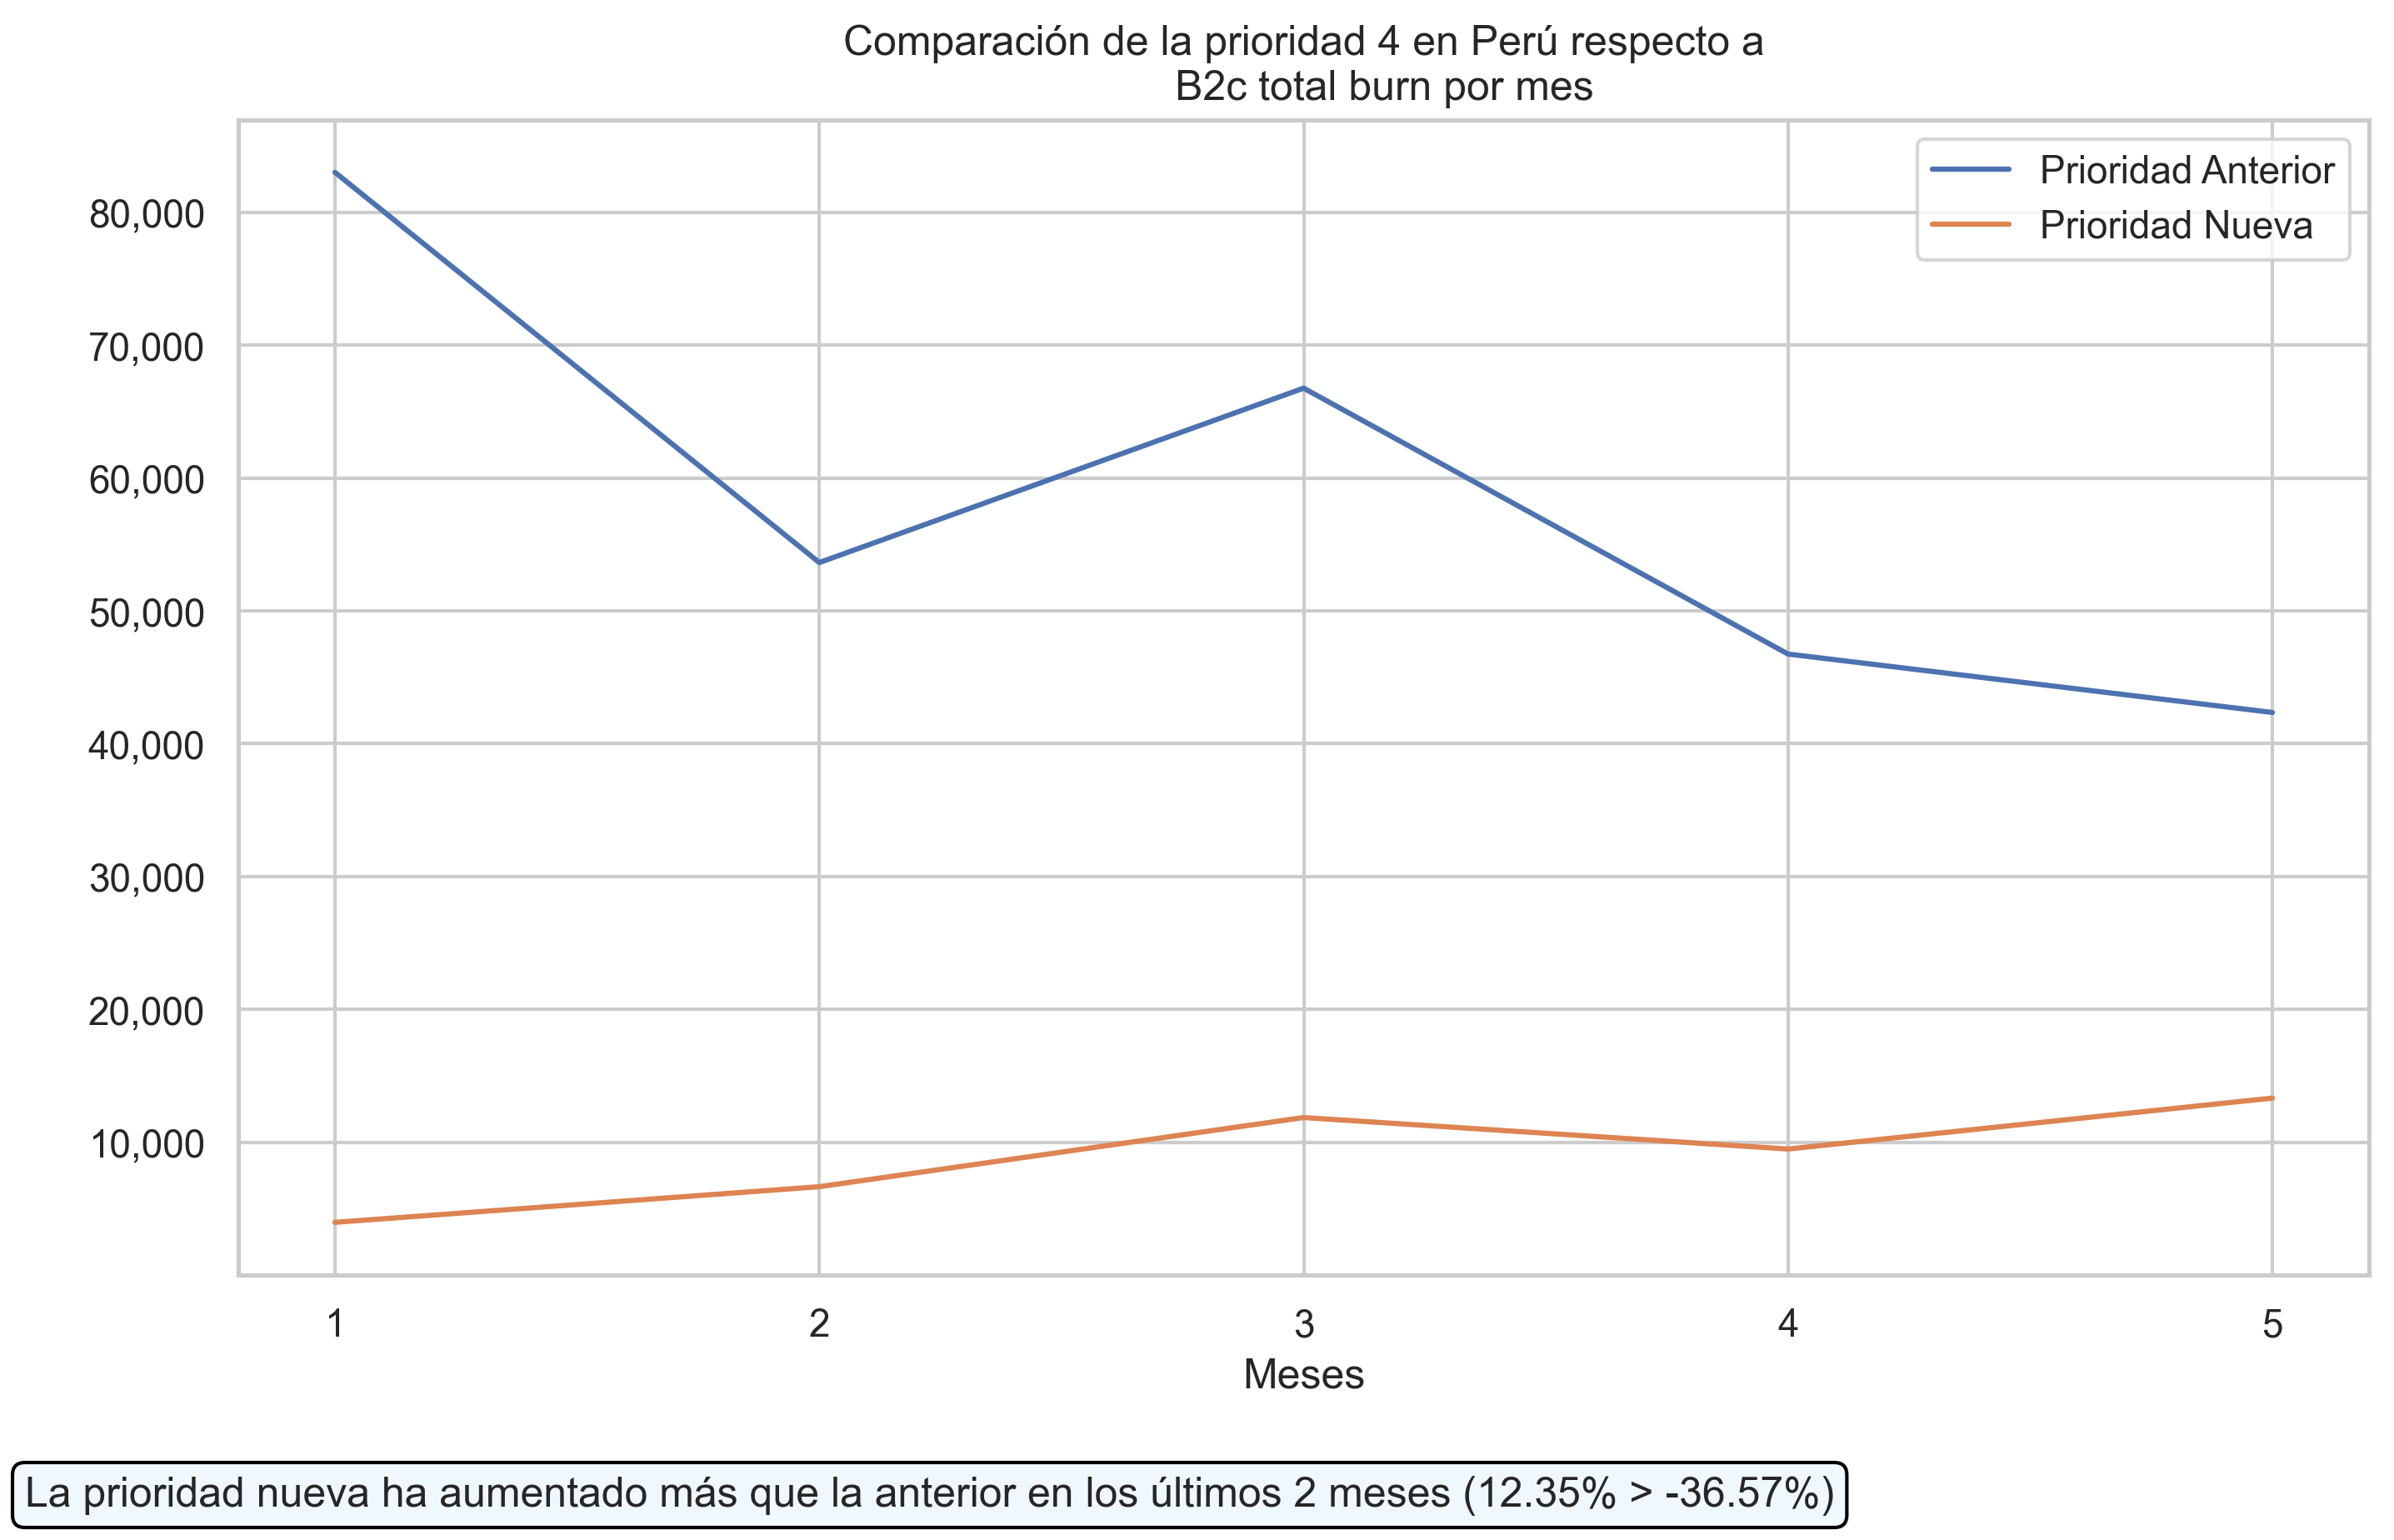 Comparación de la prioridad 4 en Perú respecto a
B2c total burn por mes
Prioridad Anterior
Prioridad Nueva
80,000
70,000
60,000
50,000
40,000
30,000
20,000
10,000
1 2 3 4 5
Meses
La prioridad nueva ha aumentado más que la anterior en los últimos 2 meses (12.35% > -36.57%)